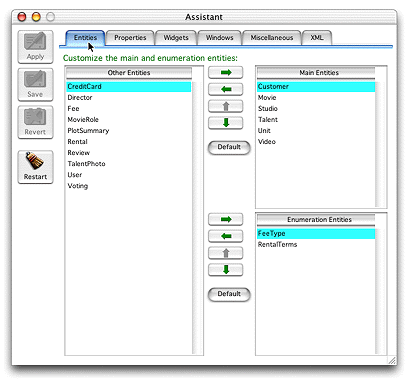 Assistant
Entities Properties Widgets Windows Miscellaneous XML
Customize the main and enumeration entities:
Apply
Save
Revert
Restart
Other Entities
CreditCard
Director
Fee
MovieRole
PlotSummary
Rental
Review
TalentPhoto
User
Voting
Default
Main Entities
Customer
Movie
Studio
Talent
Unit
Video
Default
Enumeration Entities
FeeType
RentalTerms